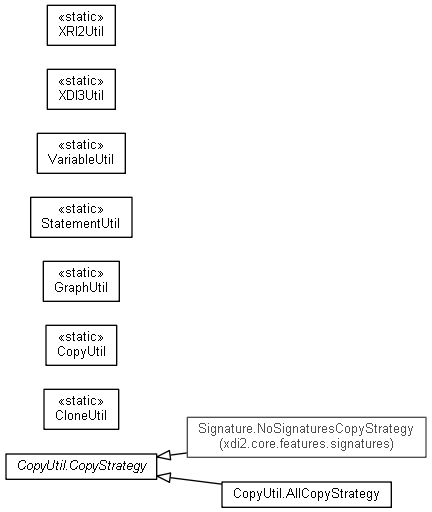 «static»
XRI2Util
«static»
XDI3Util
«static»
VariableUtil
«static»
StatementUtil
«static»
GraphUtil
«static»
CopyUtil
«static»
CloneUtil
Signature.NoSignaturesCopyStrategy
(xdi2.core.features.signatures)
CopyUtil.CopyStrategy
CopyUtil.AllCopyStrategy